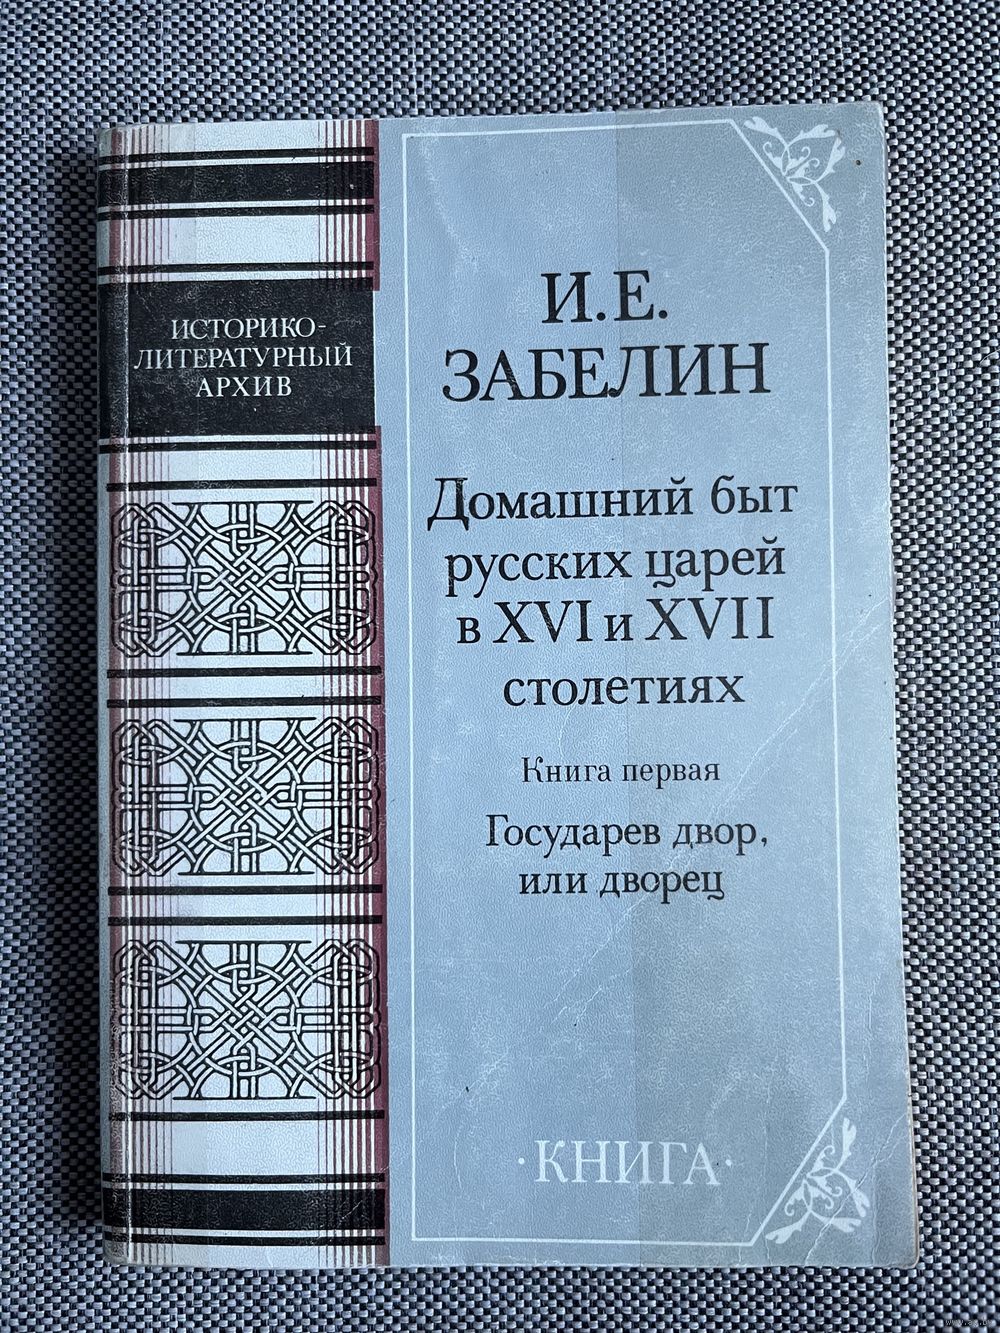 ИСТОРИКО-
ЛИТЕРАТУРНЫЙ
АРХИВ
И.Е.
ЗАБЕЛИН
Домашний быт
русских царей
в XVI и XVII
столетиях
Книга первая
Государев двор,
или дворец
·КНИГА·